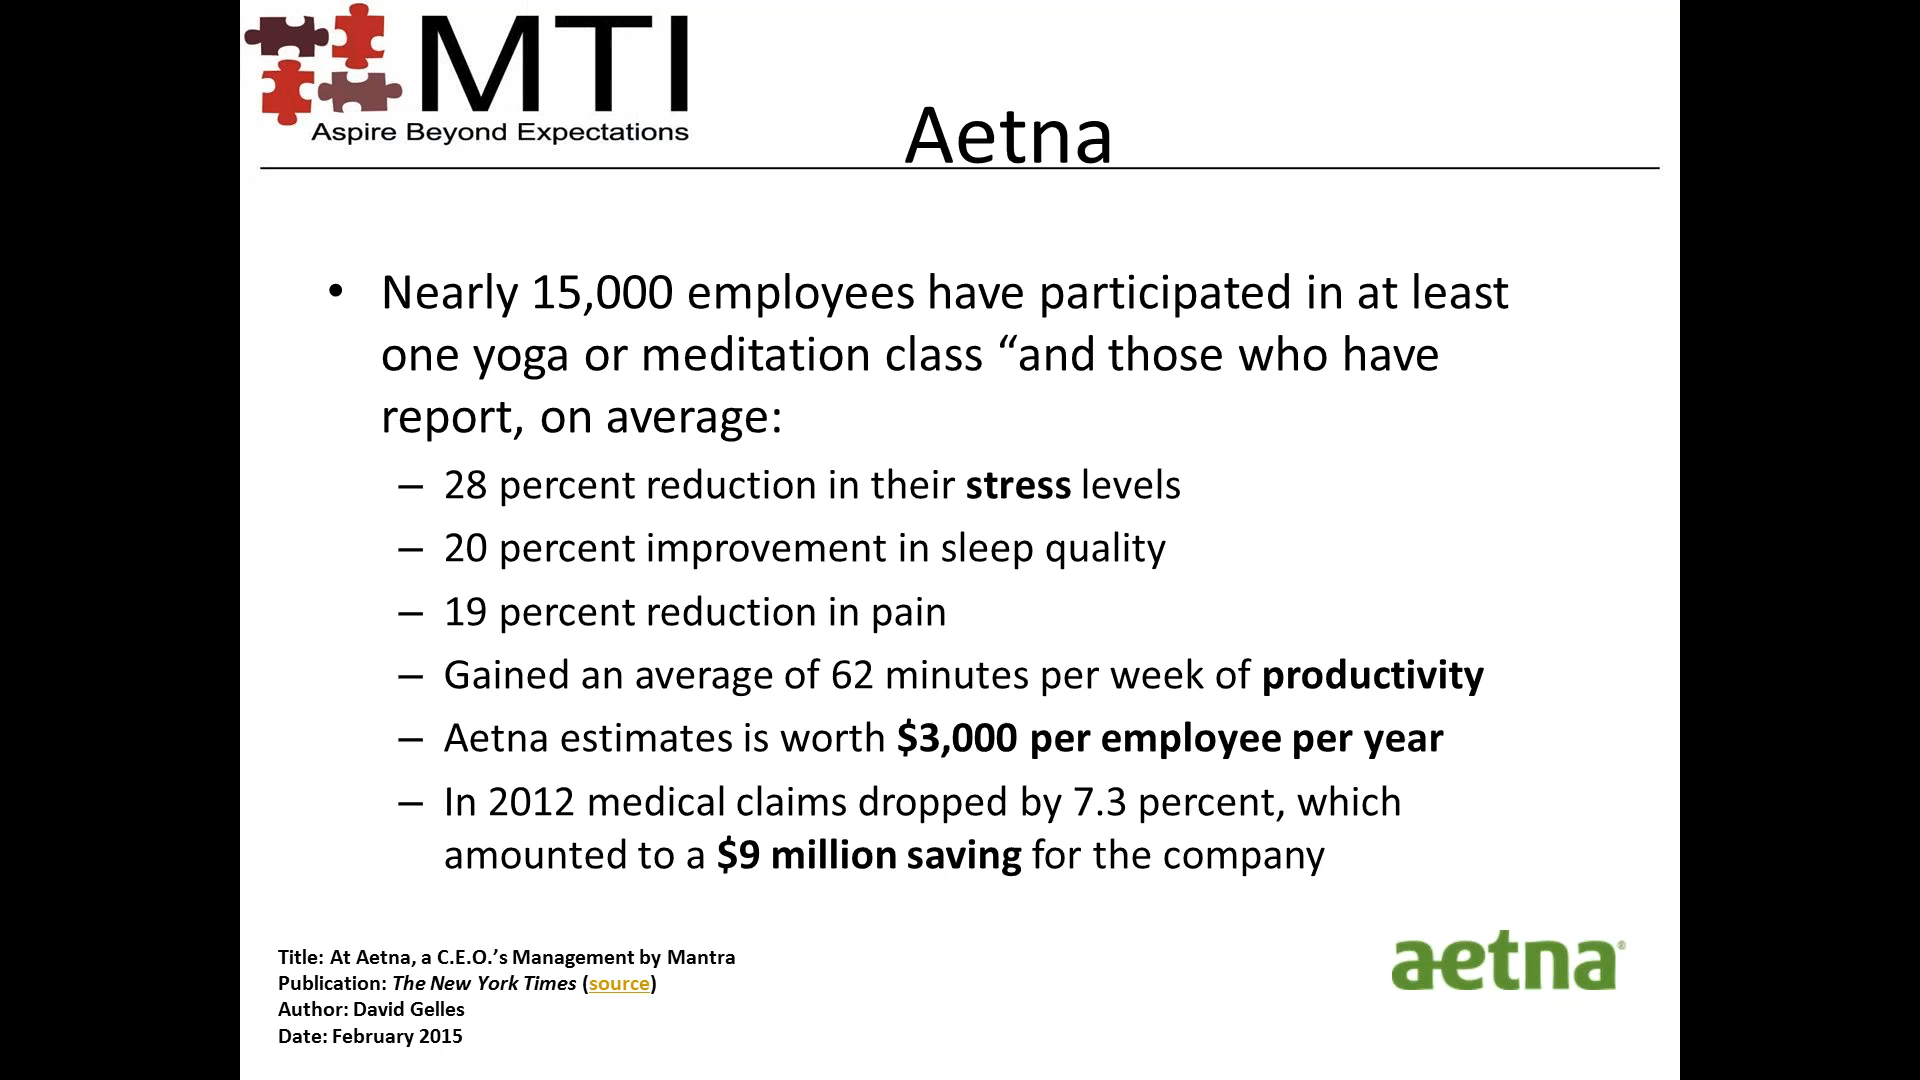 MTI
Aspire Beyond Expectations
Aetna
• Nearly 15,000 employees have participated in at least
one yoga or meditation class “and those who have
report, on average:
– 28 percent reduction in their stress levels
– 20 percent improvement in sleep quality
– 19 percent reduction in pain
– Gained an average of 62 minutes per week of productivity
– Aetna estimates is worth $3,000 per employee per year
– In 2012 medical claims dropped by 7.3 percent, which
amounted to a $9 million saving for the company
Title: At Aetna, a C.E.O.’s Management by Mantra
Publication: The New York Times (source)
Author: David Gelles
Date: February 2015
aetna®